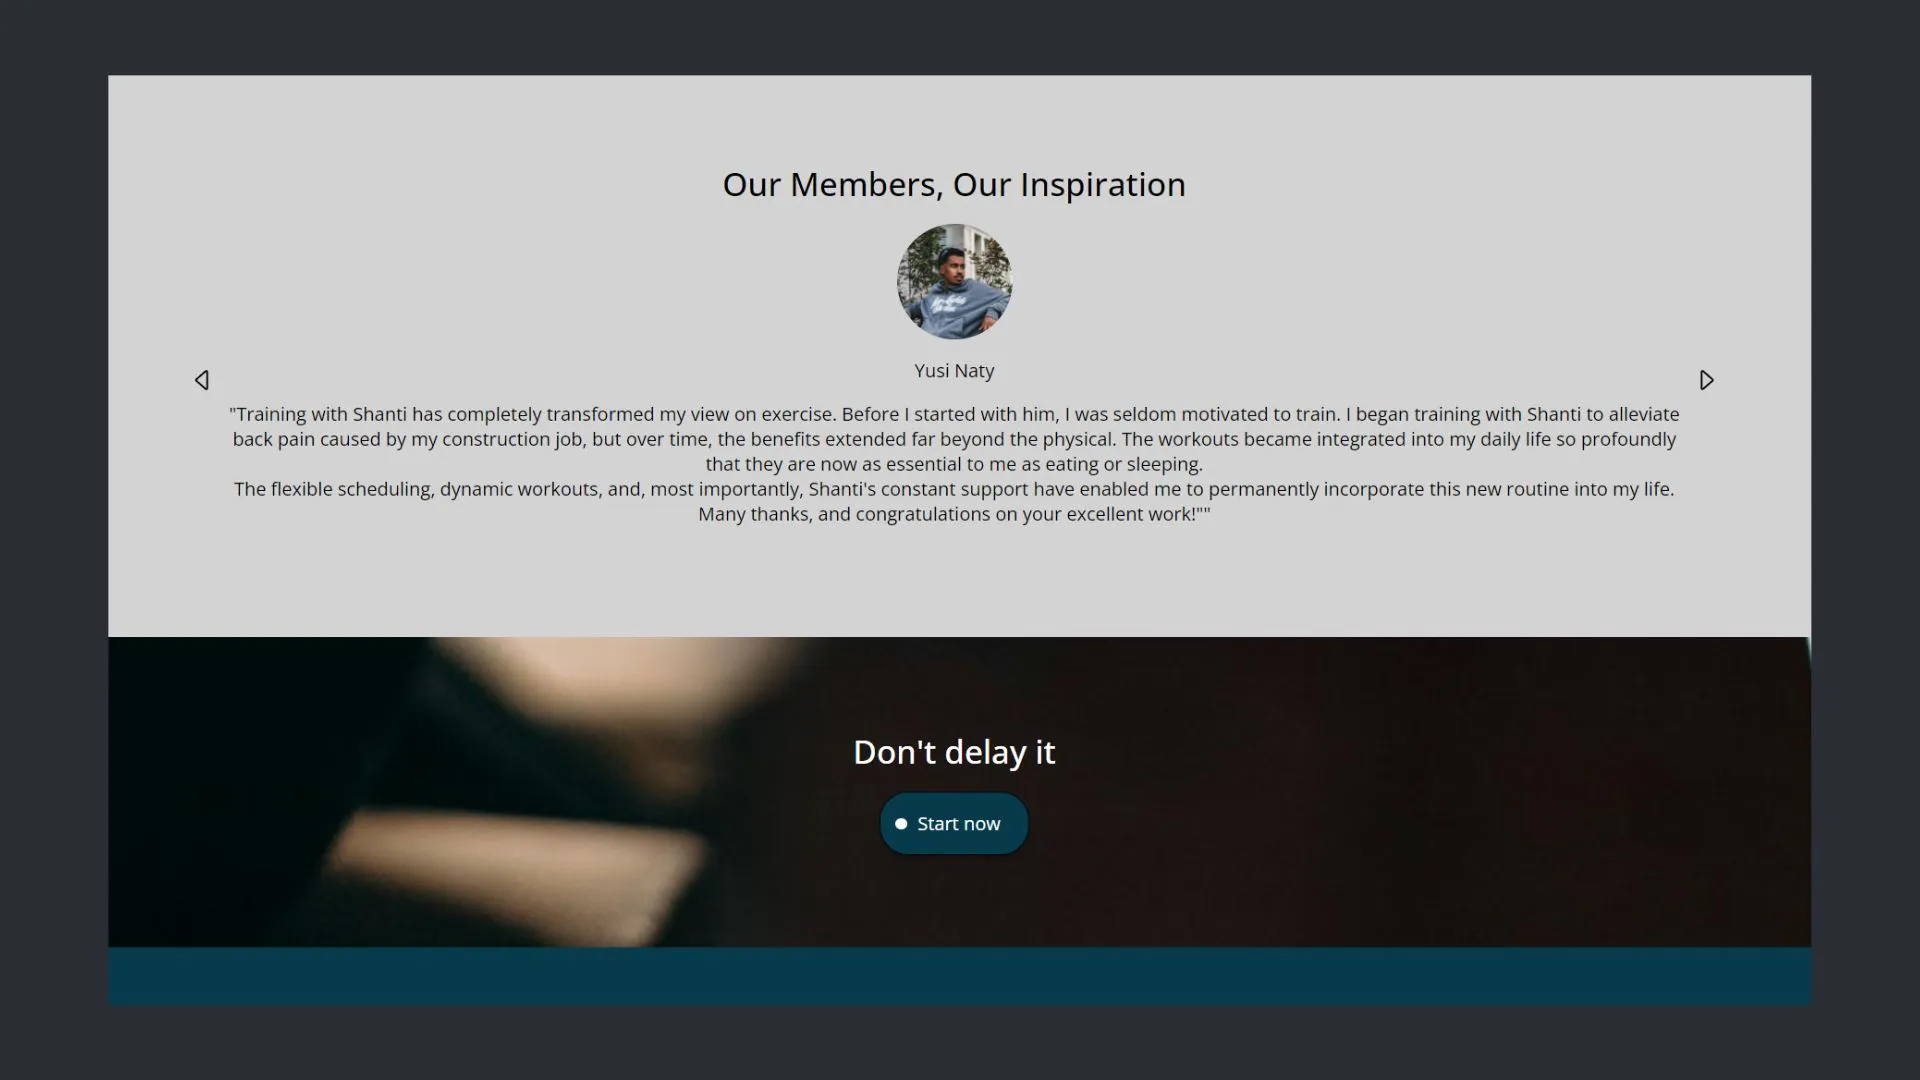 Our Members, Our Inspiration
Yusi Naty
"Training with Shanti has completely transformed my view on exercise. Before I started with him, I was seldom motivated to train. I began training with Shanti to alleviate
back pain caused by my construction job, but over time, the benefits extended far beyond the physical. The workouts became integrated into my daily life so profoundly
that they are now as essential to me as eating or sleeping.
The flexible scheduling, dynamic workouts, and, most importantly, Shanti's constant support have enabled me to permanently incorporate this new routine into my life.
Many thanks, and congratulations on your excellent work!""
Don't delay it
Start now